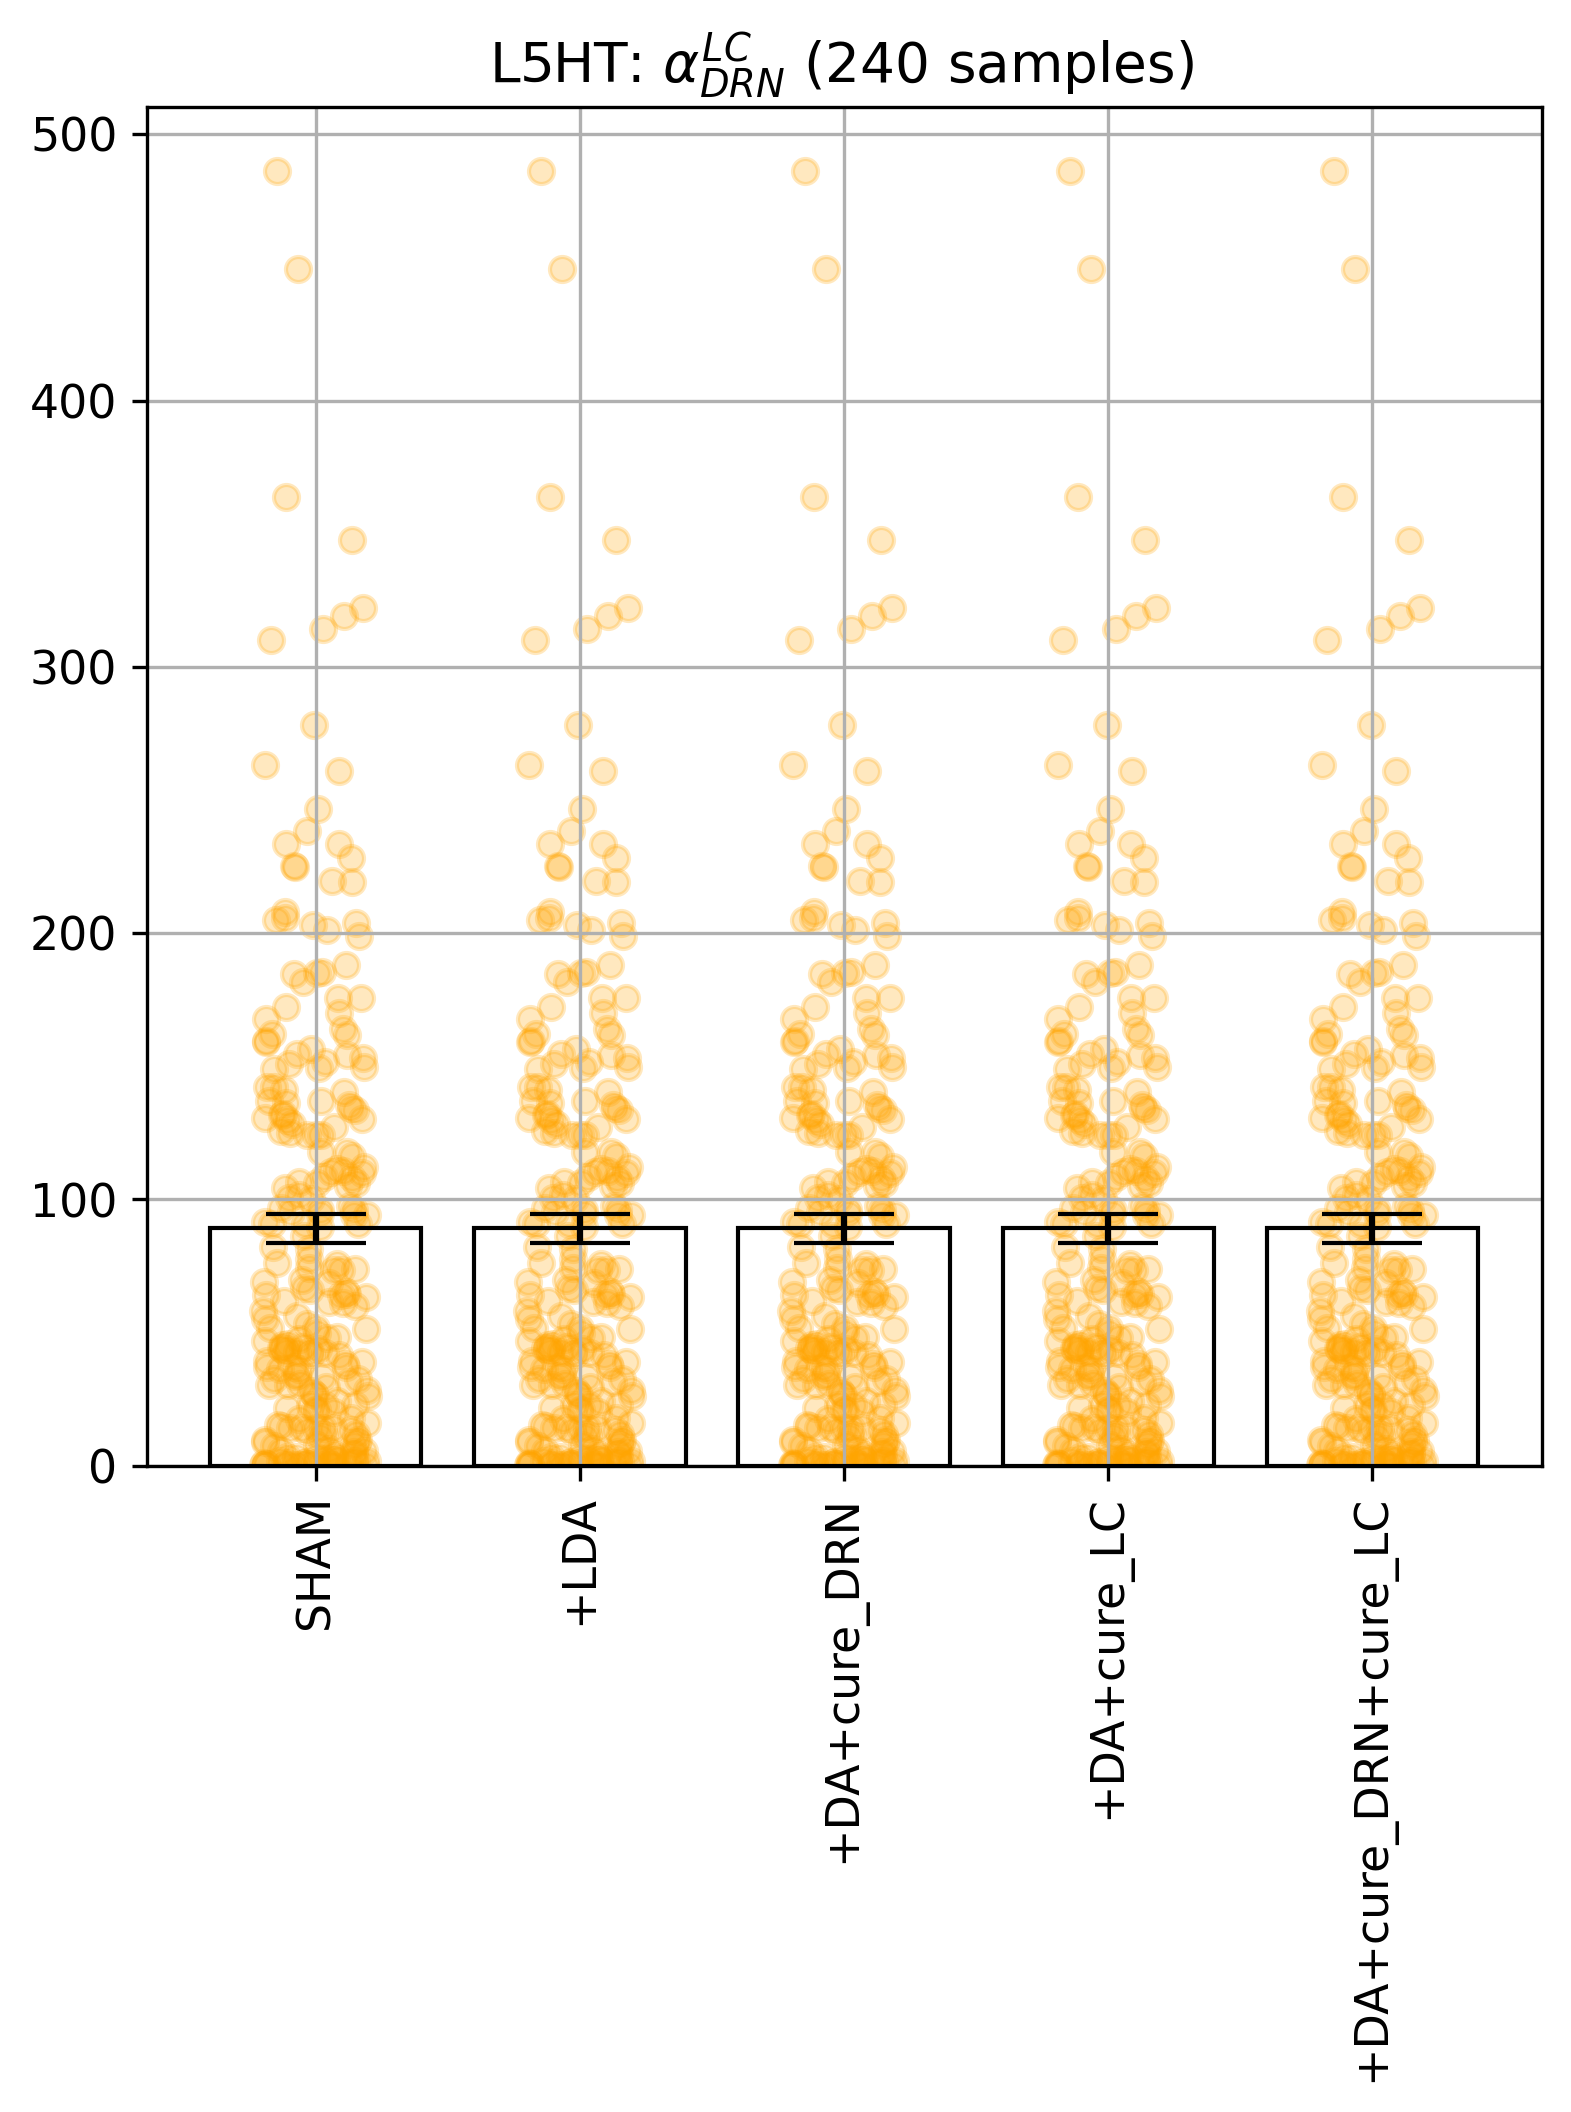 L5HT: α_{DRN}^{LC} (240 samples)
500
400
300
200
100
0
SHAM
+LDA
+DA+cure_DRN
+DA+cure_LC
+DA+cure_DRN+cure_LC